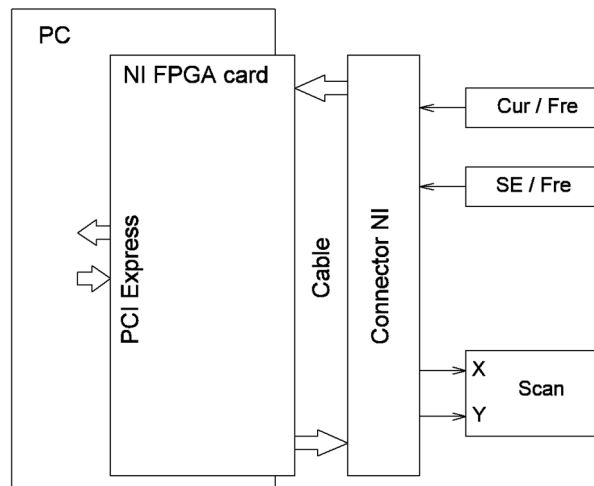 PC
NI FPGA card
PCI Express
Cable
Connector NI
Cur / Fre
SE / Fre
X
Y
Scan